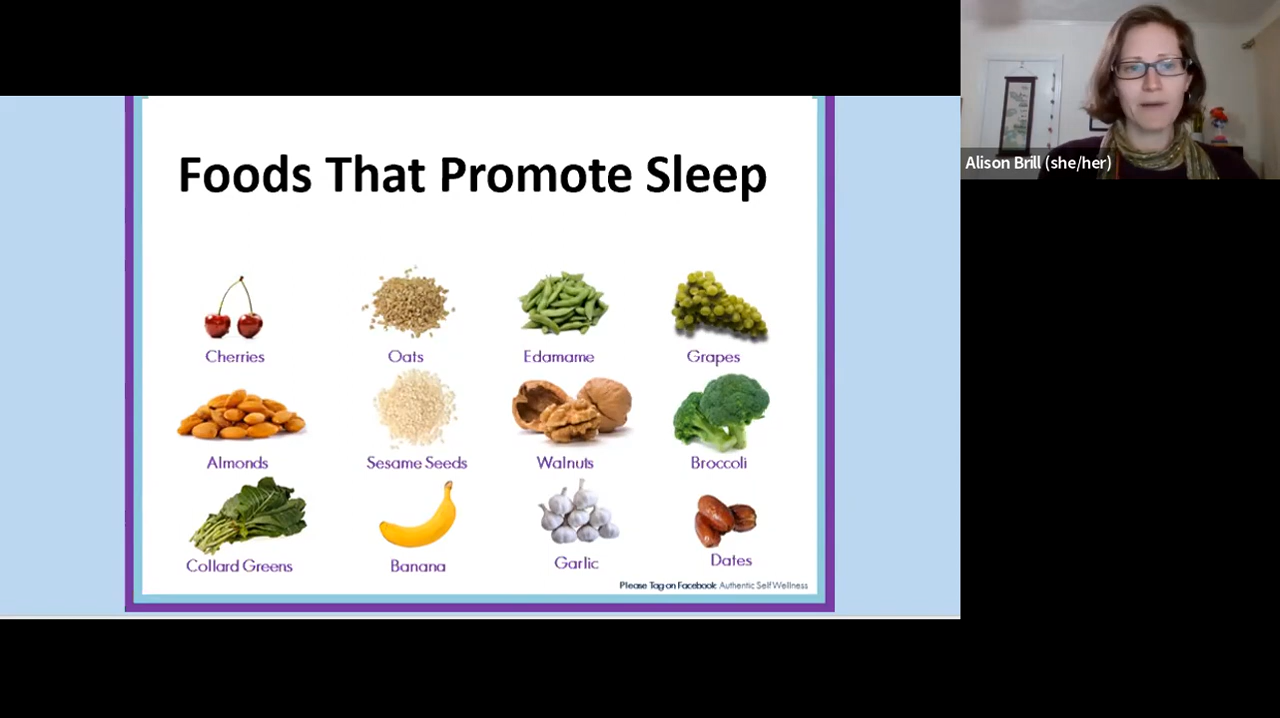 Foods That Promote Sleep
Cherries
Oats
Edamame
Grapes
Almonds
Sesame Seeds
Walnuts
Broccoli
Collard Greens
Banana
Garlic
Dates
Please Tag on Facebook: Authentic Self Wellness
Alison Brill (she/her)